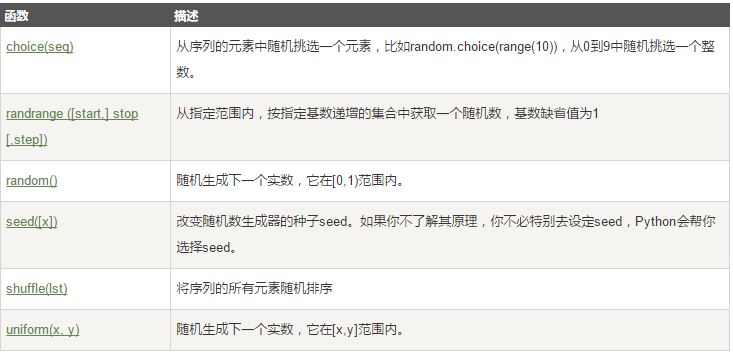 函数 描述
choice(seq) 从序列的元素中随机挑选一个元素，比如random.choice(range(10))，从0到9中随机挑选一个整
数。
randrange ([start,] stop 从指定范围内，按指定基数递增的集合中获取一个随机数，基数缺省值为1
[,step])
random() 随机生成下一个实数，它在[0,1)范围内。
seed([x]) 改变随机数生成器的种子seed。如果你不了解其原理，你不必特别去设定seed，Python会帮你
选择seed。
shuffle(lst) 将序列的所有元素随机排序
uniform(x, y) 随机生成下一个实数，它在[x,y]范围内。